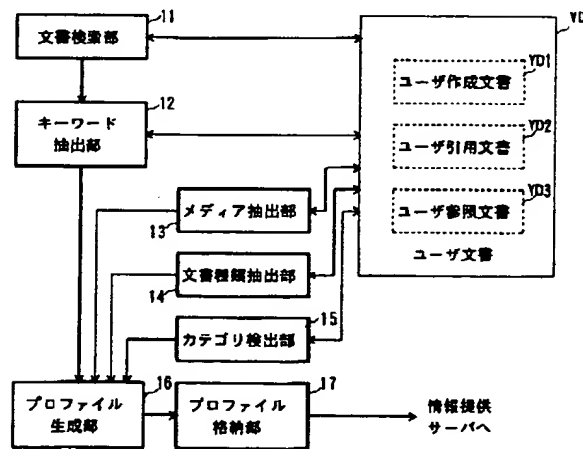 11
文書検索部
12
キーワード
抽出部
YD
YD1
ユーザ作成文書
YD2
ユーザ引用文書
YD3
ユーザ参照文書
ユーザ文書
メディア抽出部
13
文書種類抽出部
14
15
カテゴリ検出部
16
プロファイル
生成部
17
プロファイル
格納部
情報提供
サーバへ